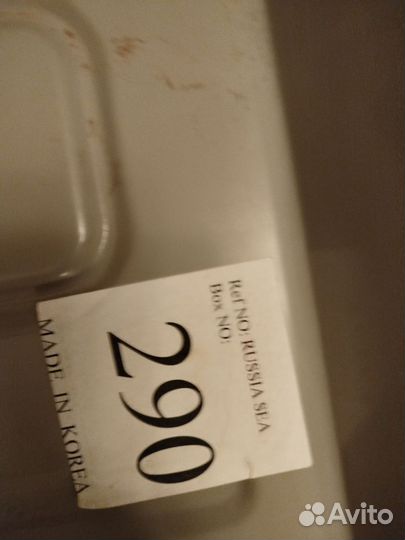 Ref NO: RUSSIA SEA
Box NO:
290
MADE IN KOREA
Avito